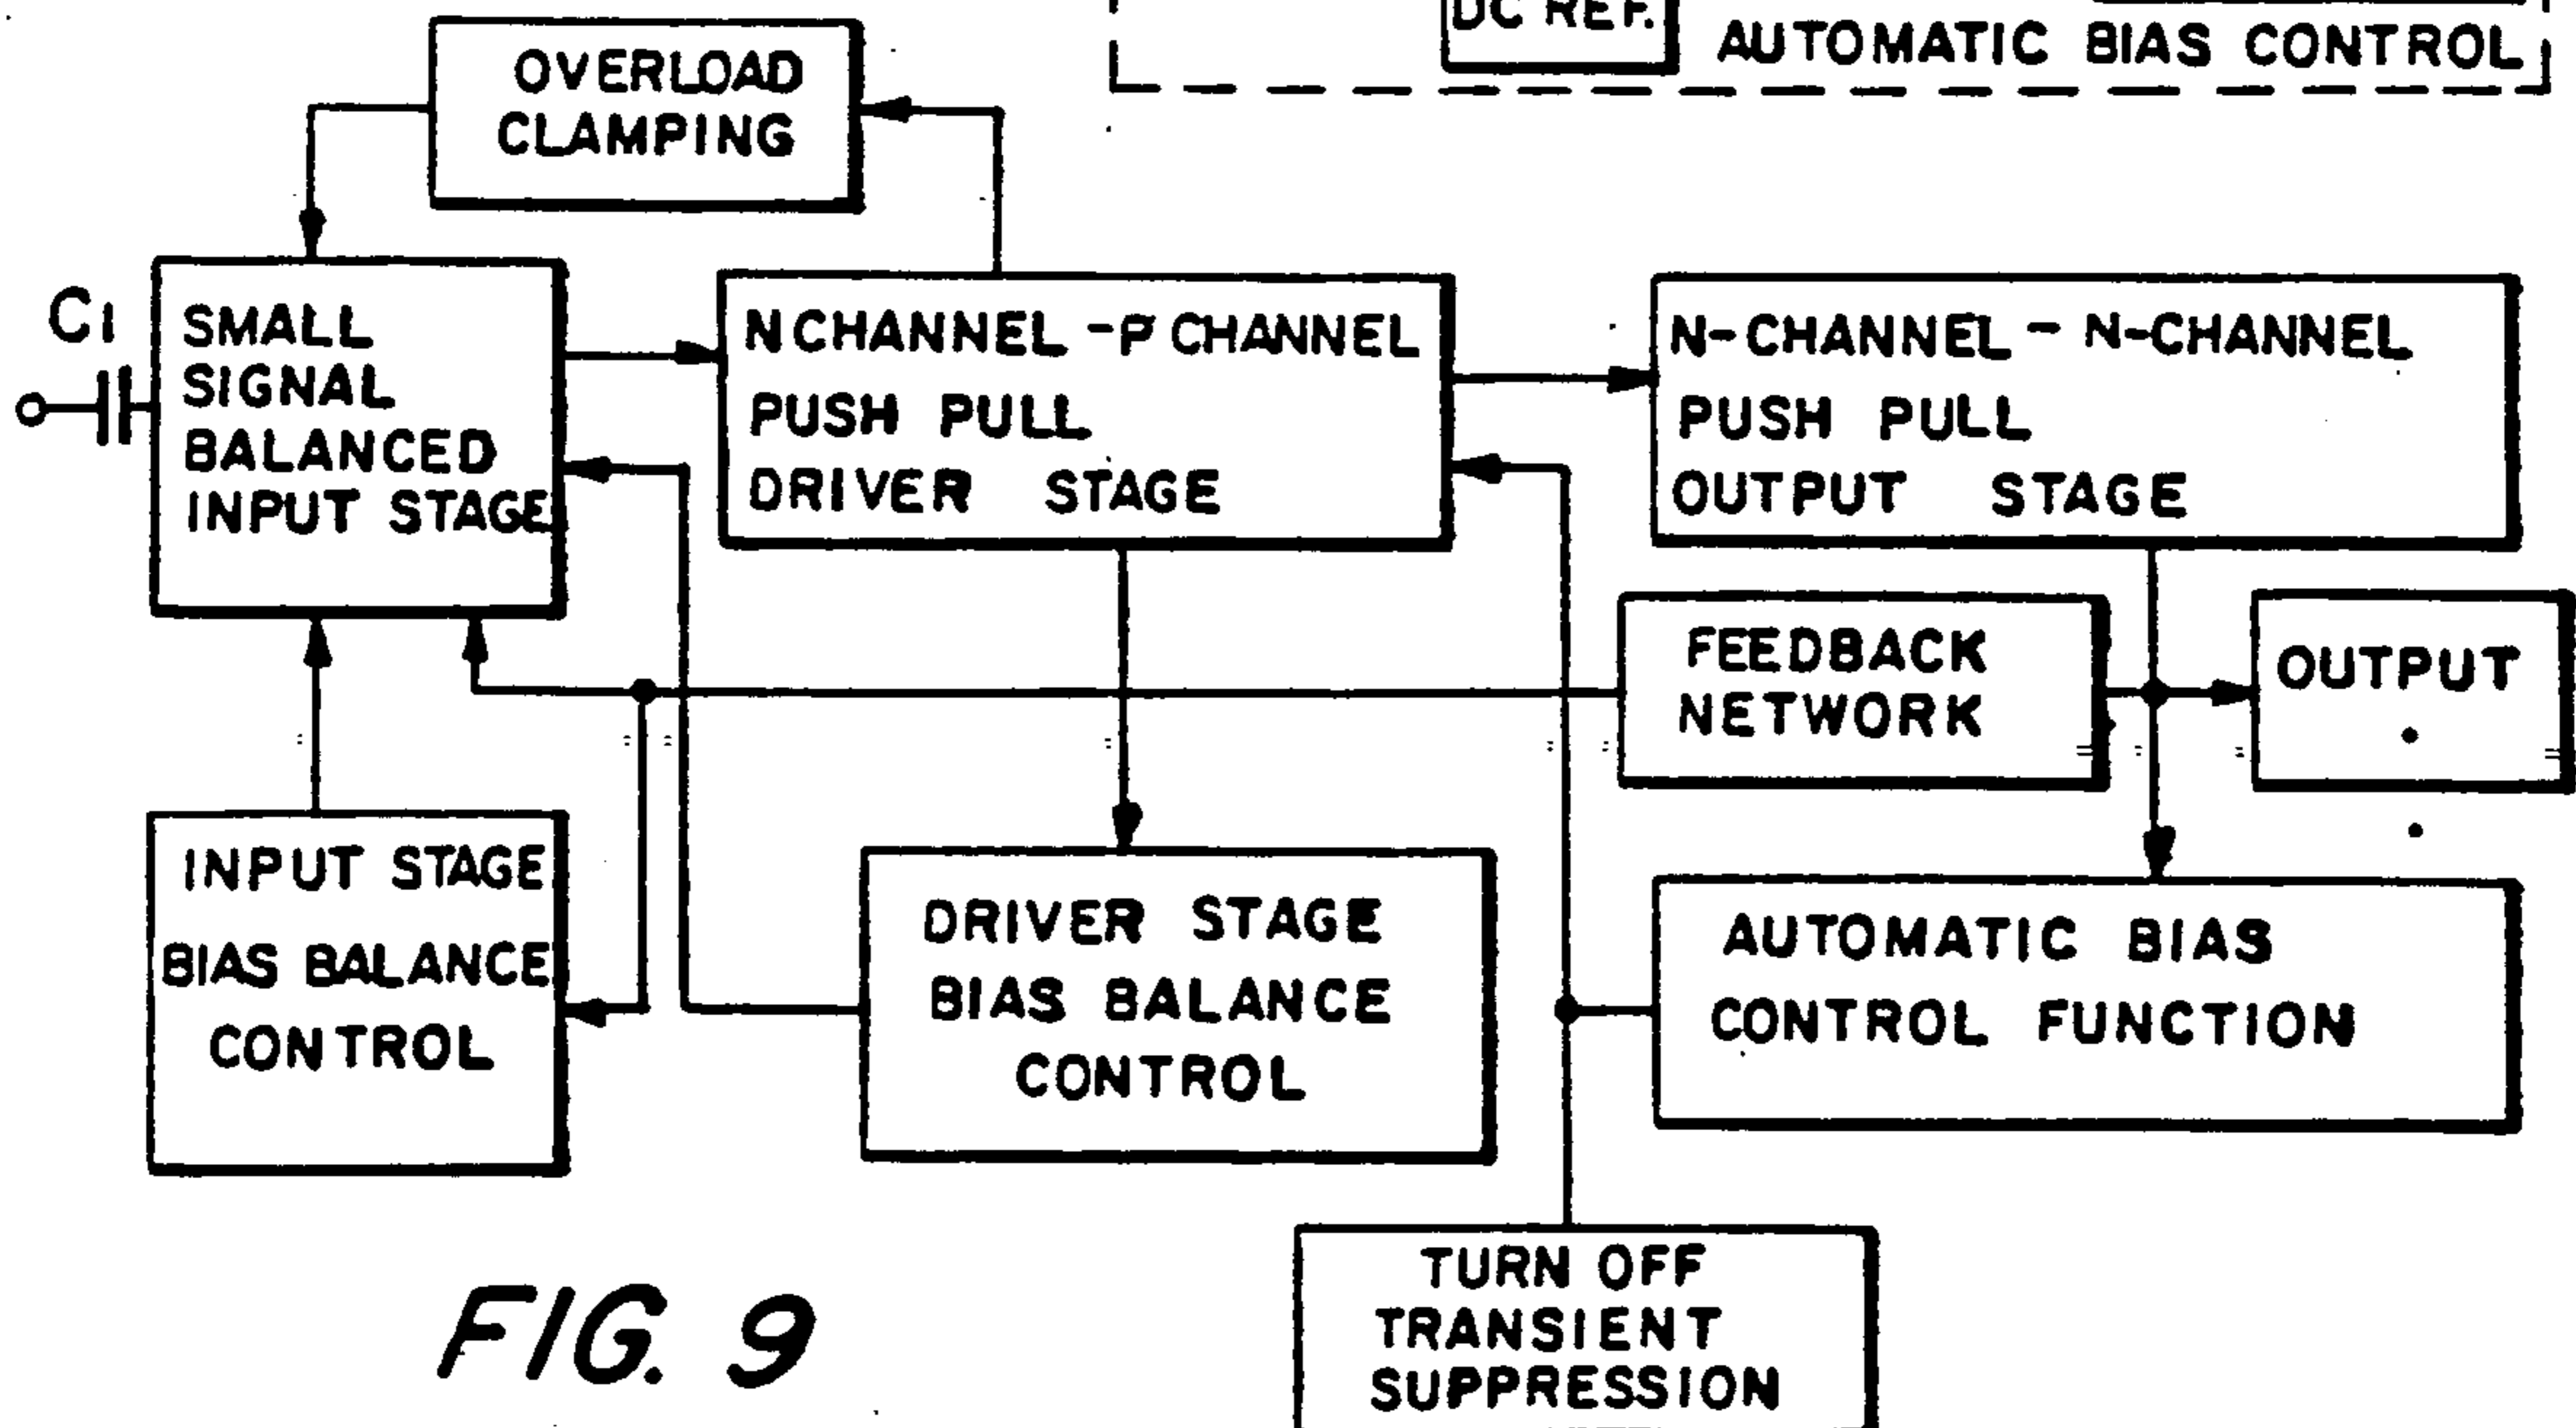 DC REF.
AUTOMATIC BIAS CONTROL
OVERLOAD
CLAMPING
C1
SMALL
SIGNAL
BALANCED
INPUT STAGE
NCHANNEL - P CHANNEL
PUSH PULL
DRIVER STAGE
N-CHANNEL - N-CHANNEL
PUSH PULL
OUTPUT STAGE
FEEDBACK
NETWORK
OUTPUT
INPUT STAGE
BIAS BALANCE
CONTROL
DRIVER STAGE
BIAS BALANCE
CONTROL
AUTOMATIC BIAS
CONTROL FUNCTION
TURN OFF
TRANSIENT
SUPPRESSION
FIG. 9